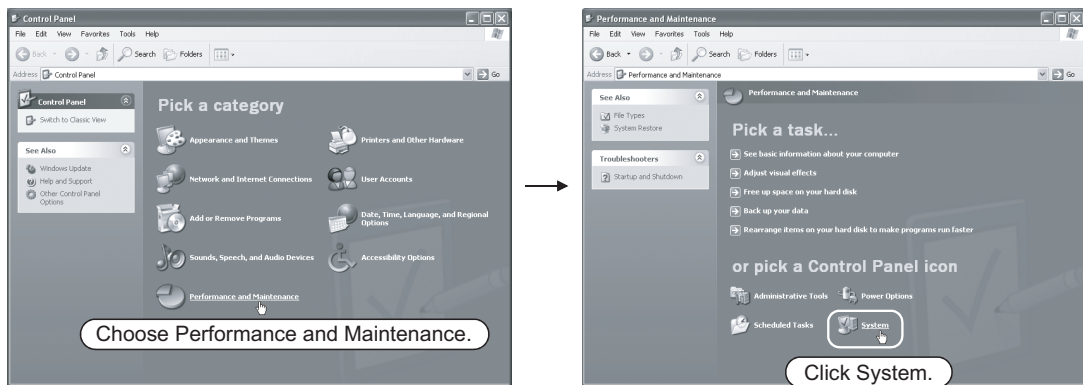 Control Panel
File Edit View Favorites Tools Help
Back Search Folders
Address Control Panel Go
Control Panel
Switch to Classic View
See Also
Windows Update
Help and Support
Other Control Panel
Options
Pick a category
Appearance and Themes
Printers and Other Hardware
Network and Internet Connections
User Accounts
Add or Remove Programs
Date, Time, Language, and Regional
Options
Sounds, Speech, and Audio Devices
Accessibility Options
Performance and Maintenance
Choose Performance and Maintenance.
Performance and Maintenance
File Edit View Favorites Tools Help
Back Search Folders
Address Performance and Maintenance Go
See Also
File Types
System Restore
Troubleshooters
Startup and Shutdown
Performance and Maintenance
Pick a task...
See basic information about your computer
Adjust visual effects
Free up space on your hard disk
Back up your data
Rearrange items on your hard disk to make programs run faster
or pick a Control Panel icon
Administrative Tools
Power Options
Scheduled Tasks
System
Click System.